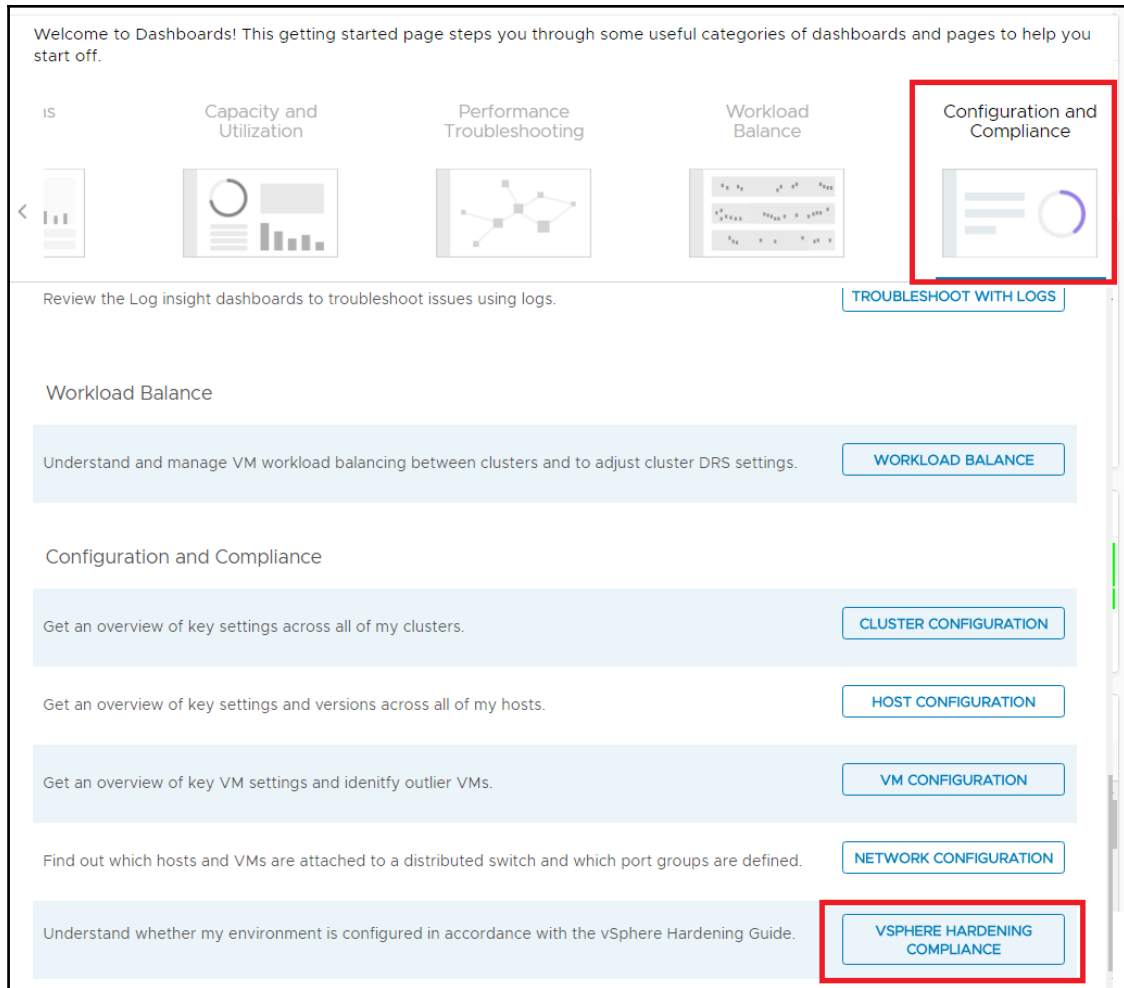 Welcome to Dashboards! This getting started page steps you through some useful categories of dashboards and pages to help you
start off.
Capacity and
Utilization
Performance
Troubleshooting
Workload
Balance
Configuration and
Compliance
Review the Log insight dashboards to troubleshoot issues using logs.
TROUBLESHOOT WITH LOGS
Workload Balance
Understand and manage VM workload balancing between clusters and to adjust cluster DRS settings.
WORKLOAD BALANCE
Configuration and Compliance
Get an overview of key settings across all of my clusters.
CLUSTER CONFIGURATION
Get an overview of key settings and versions across all of my hosts.
HOST CONFIGURATION
Get an overview of key VM settings and idenitfy outlier VMs.
VM CONFIGURATION
Find out which hosts and VMs are attached to a distributed switch and which port groups are defined.
NETWORK CONFIGURATION
Understand whether my environment is configured in accordance with the vSphere Hardening Guide.
VSPHERE HARDENING
COMPLIANCE